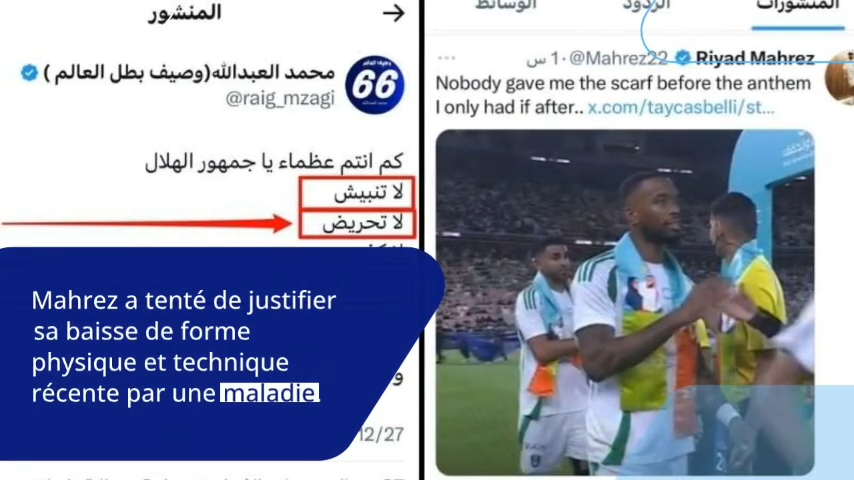 المنشور
محمد العبدالله(وصيف بطل العالم )
@raig_mzagi
66
كم انتم عظماء يا جمهور الهلال
لا تنبيش
لا تحريض
Mahrez a tenté de justifier
sa baisse de forme
physique et technique
récente par une maladie.
و
12/27
المنشورات
الردود
الوسائط
Riyad Mahrez @Mahrez22 · 1 س
Nobody gave me the scarf before the anthem
I only had if after.. x.com/taycasbelli/st...